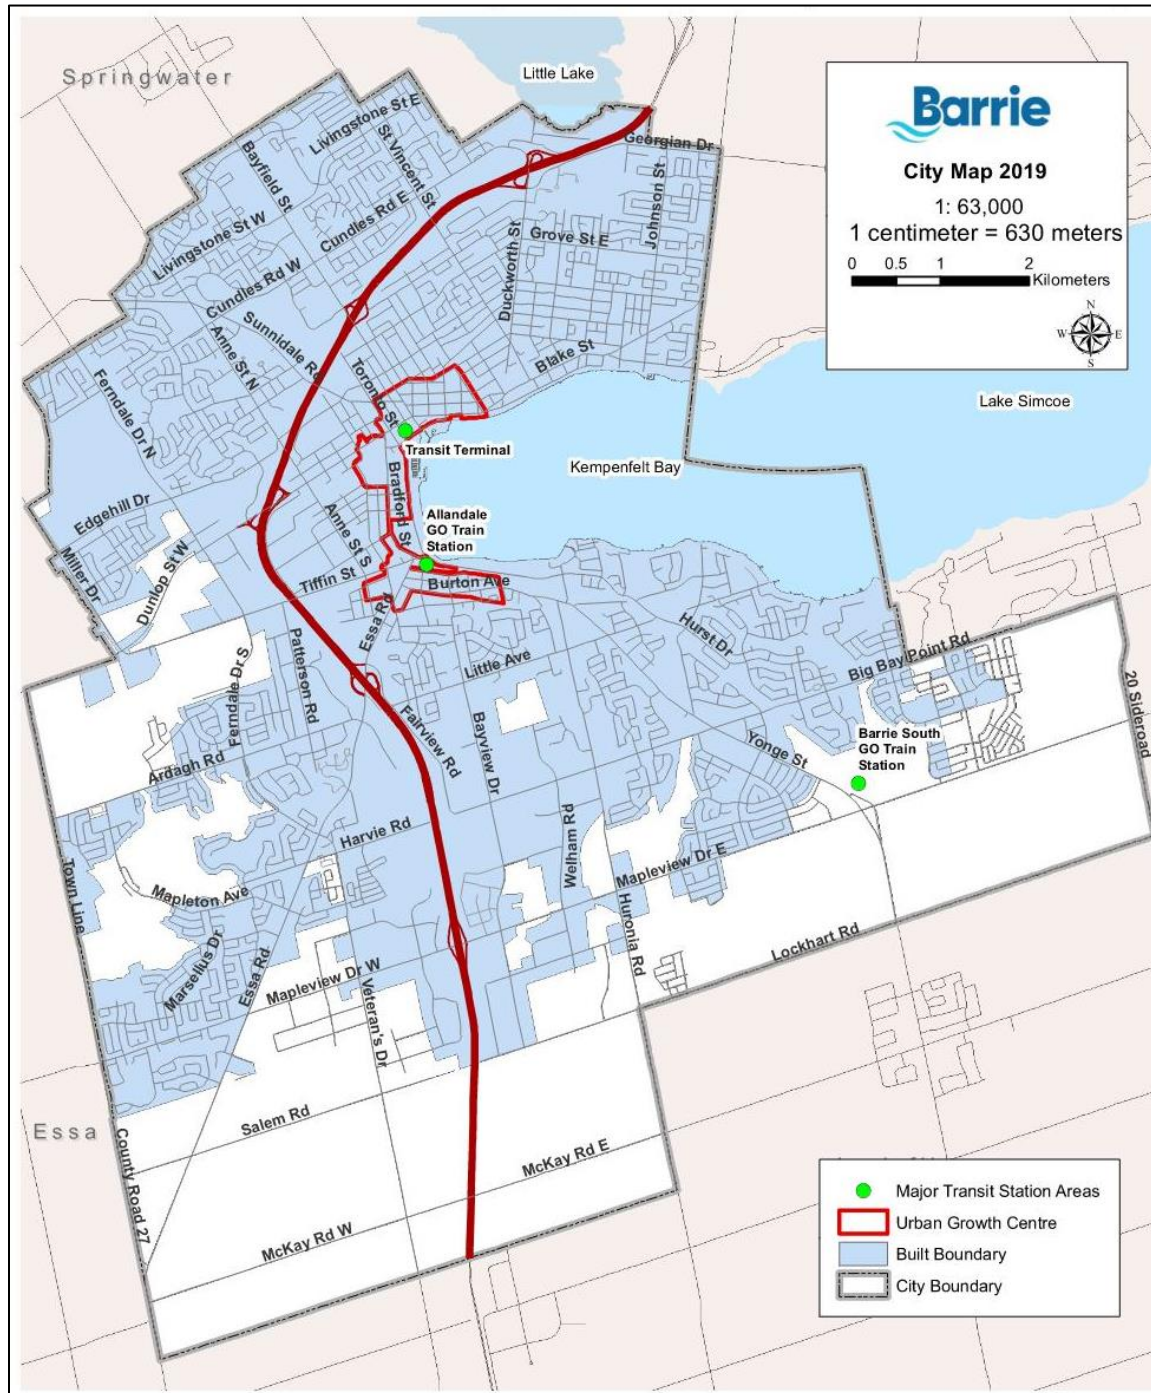 Springwater
Little Lake
Barrie
City Map 2019
1: 63,000
1 centimeter = 630 meters
0 0.5 1 2
Kilometers
N
W E
S
Livingstone St E
St Vincent St
Bayfield St
Georgian Dr
Johnson St
Cundles Rd E
Livingstone St W
Grove St E
Duckworth St
Cundles Rd W
Sunnidale Rd
Anne St N
Blake St
Toronto St
Ferndale Dr N
Lake Simcoe
Transit Terminal
Kempenfelt Bay
Bradford St
Edgehill Dr
Allandale
GO Train
Station
Anne St S
Miller Dr
Dunlop St W
Tiffin St
Burton Ave
Essa Rd
Hurst Dr
Patterson Rd
Little Ave
Big Bay Point Rd
Ferndale Dr S
20 Sideroad
Fairview Rd
Bayview Dr
Yonge St
Barrie South
GO Train
Station
Ardagh Rd
Harvie Rd
Welham Rd
Mapleview Dr E
Town Line
Mapleton Ave
Huronia Rd
Lockhart Rd
Marsellus Dr
Essa Rd
Mapleview Dr W
Veteran's Dr
Salem Rd
Essa
County Road 27
McKay Rd E
McKay Rd W
Major Transit Station Areas
Urban Growth Centre
Built Boundary
City Boundary